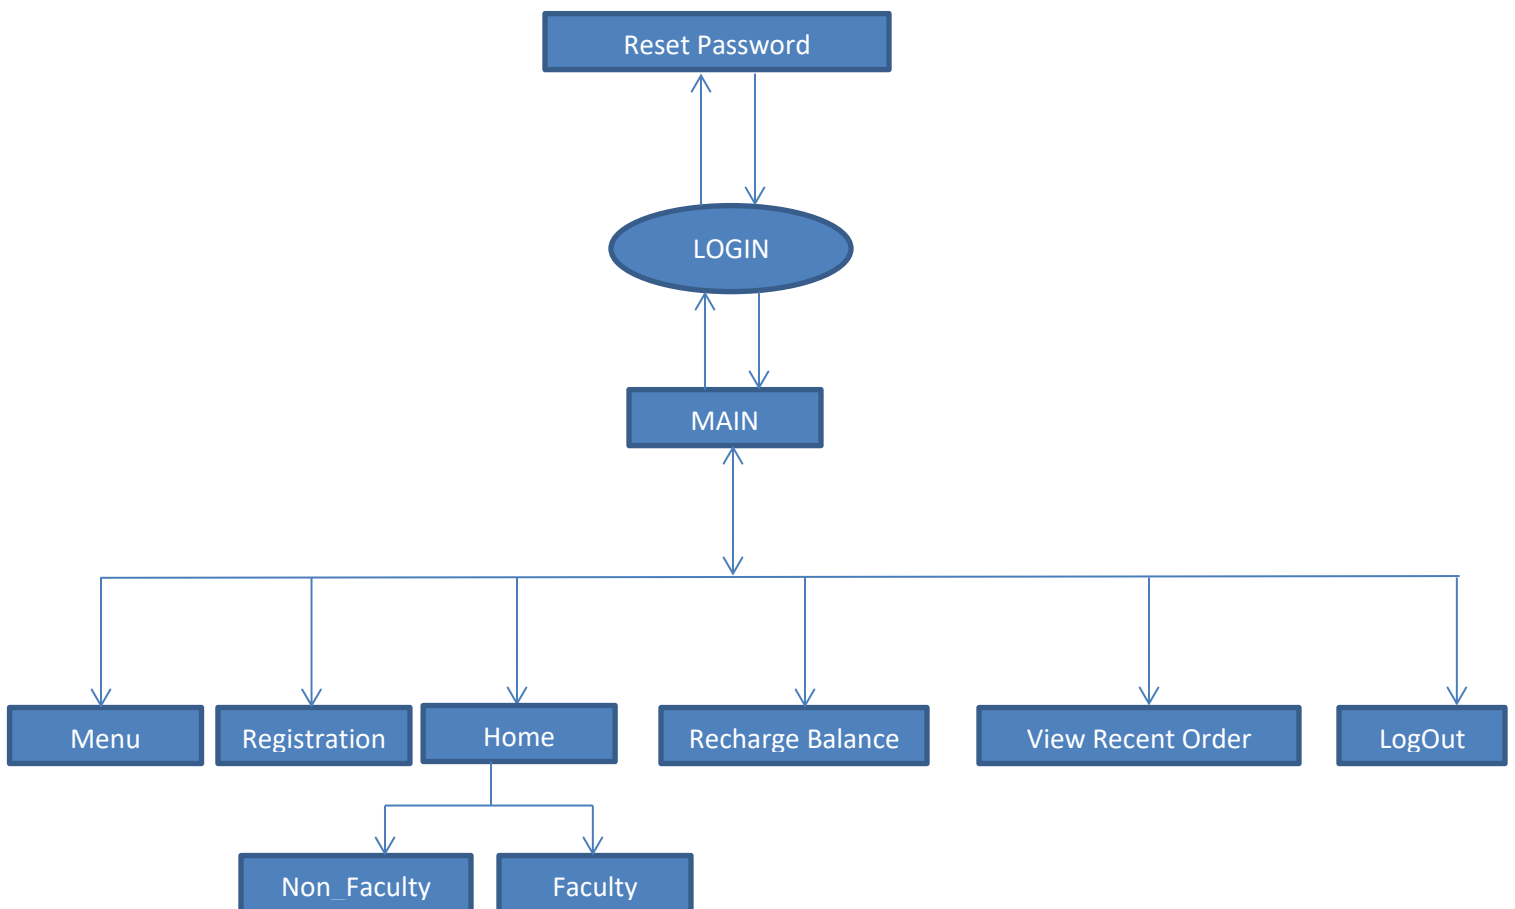 Reset Password
LOGIN
MAIN
Menu
Registration
Home
Recharge Balance
View Recent Order
LogOut
Non_Faculty
Faculty